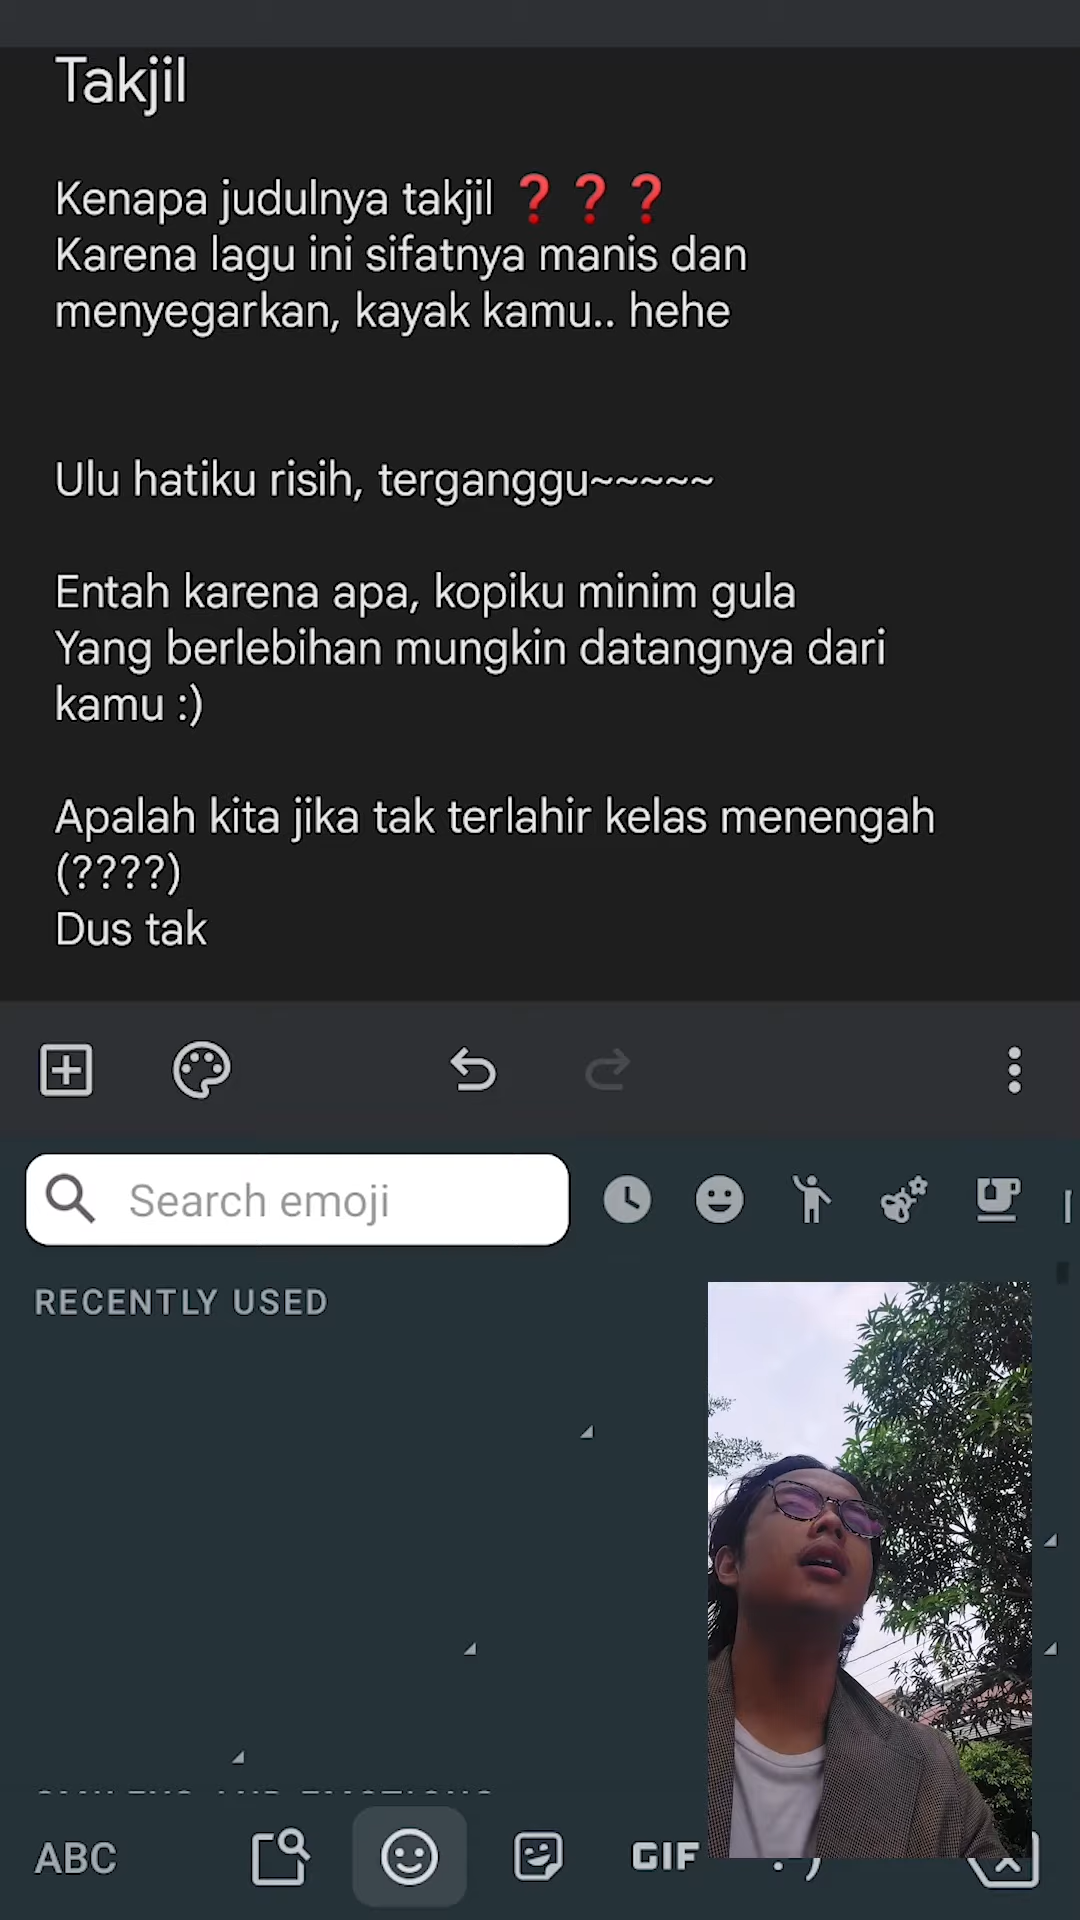 Takjil
Kenapa judulnya takjil ❓❓❓
Karena lagu ini sifatnya manis dan
menyegarkan, kayak kamu.. hehe
Ulu hatiku risih, terganggu~~~~~
Entah karena apa, kopiku minim gula
Yang berlebihan mungkin datangnya dari
kamu :)
Apalah kita jika tak terlahir kelas menengah
(????)
Dus tak
Search emoji
RECENTLY USED
ABC
GIF